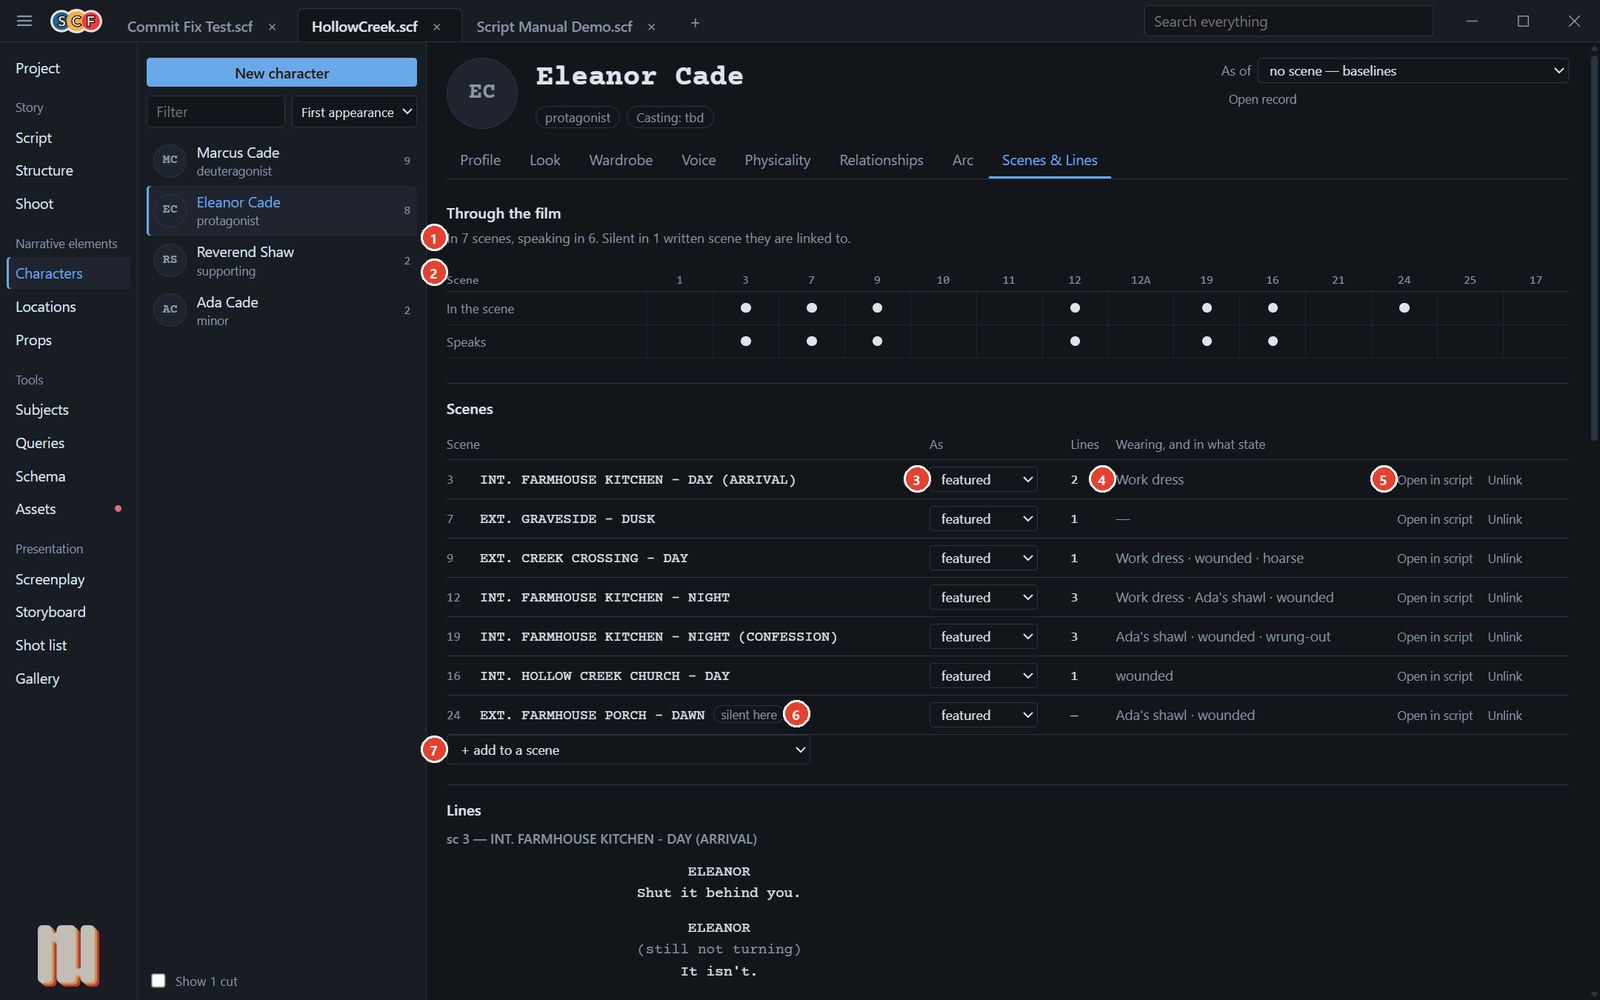 SCF
Commit Fix Test.scf ×
HollowCreek.scf ×
Script Manual Demo.scf ×
+
Search everything
Project
Story
Script
Structure
Shoot
Narrative elements
Characters
Locations
Props
Tools
Subjects
Queries
Schema
Assets
Presentation
Screenplay
Storyboard
Shot list
Gallery
New character
Filter
First appearance
MC Marcus Cade 9
deuteragonist
EC Eleanor Cade 8
protagonist
RS Reverend Shaw 2
supporting
AC Ada Cade 2
minor
Show 1 cut
EC
Eleanor Cade
protagonist Casting: tbd
As of no scene — baselines
Open record
Profile Look Wardrobe Voice Physicality Relationships Arc Scenes & Lines
Through the film
1 In 7 scenes, speaking in 6. Silent in 1 written scene they are linked to.
2 Scene 1 3 7 9 10 11 12 12A 19 16 21 24 25 17
In the scene
Speaks
Scenes
Scene As Lines Wearing, and in what state
3 INT. FARMHOUSE KITCHEN - DAY (ARRIVAL) 3 featured 2 4 Work dress 5 Open in script Unlink
7 EXT. GRAVESIDE - DUSK featured 1 — Open in script Unlink
9 EXT. CREEK CROSSING - DAY featured 1 Work dress · wounded · hoarse Open in script Unlink
12 INT. FARMHOUSE KITCHEN - NIGHT featured 3 Work dress · Ada's shawl · wounded Open in script Unlink
19 INT. FARMHOUSE KITCHEN - NIGHT (CONFESSION) featured 3 Ada's shawl · wounded · wrung-out Open in script Unlink
16 INT. HOLLOW CREEK CHURCH - DAY featured 1 wounded Open in script Unlink
24 EXT. FARMHOUSE PORCH - DAWN silent here 6 featured – Ada's shawl · wounded Open in script Unlink
7 + add to a scene
Lines
sc 3 — INT. FARMHOUSE KITCHEN - DAY (ARRIVAL)
ELEANOR
Shut it behind you.
ELEANOR
(still not turning)
It isn't.